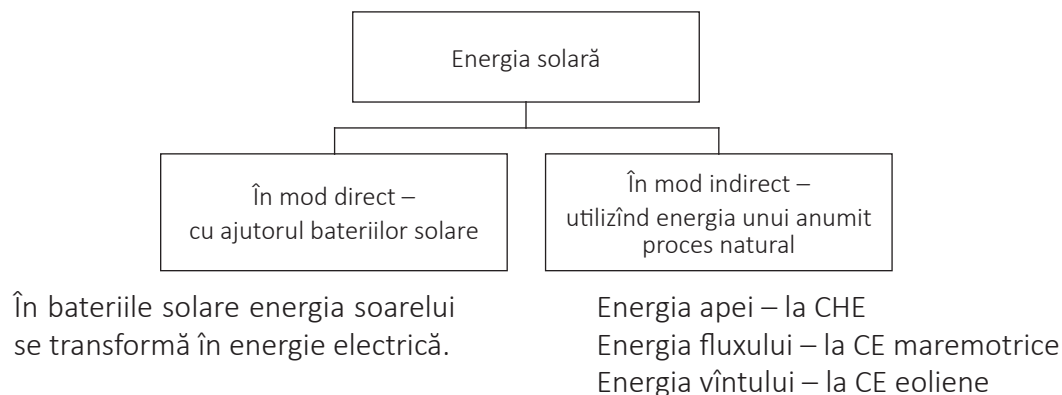 Energia solară
În mod direct –
cu ajutorul bateriilor solare
În mod indirect –
utilizînd energia unui anumit
proces natural
În bateriile solare energia soarelui
se transformă în energie electrică.
Energia apei – la CHE
Energia fluxului – la CE maremotrice
Energia vîntului – la CE eoliene